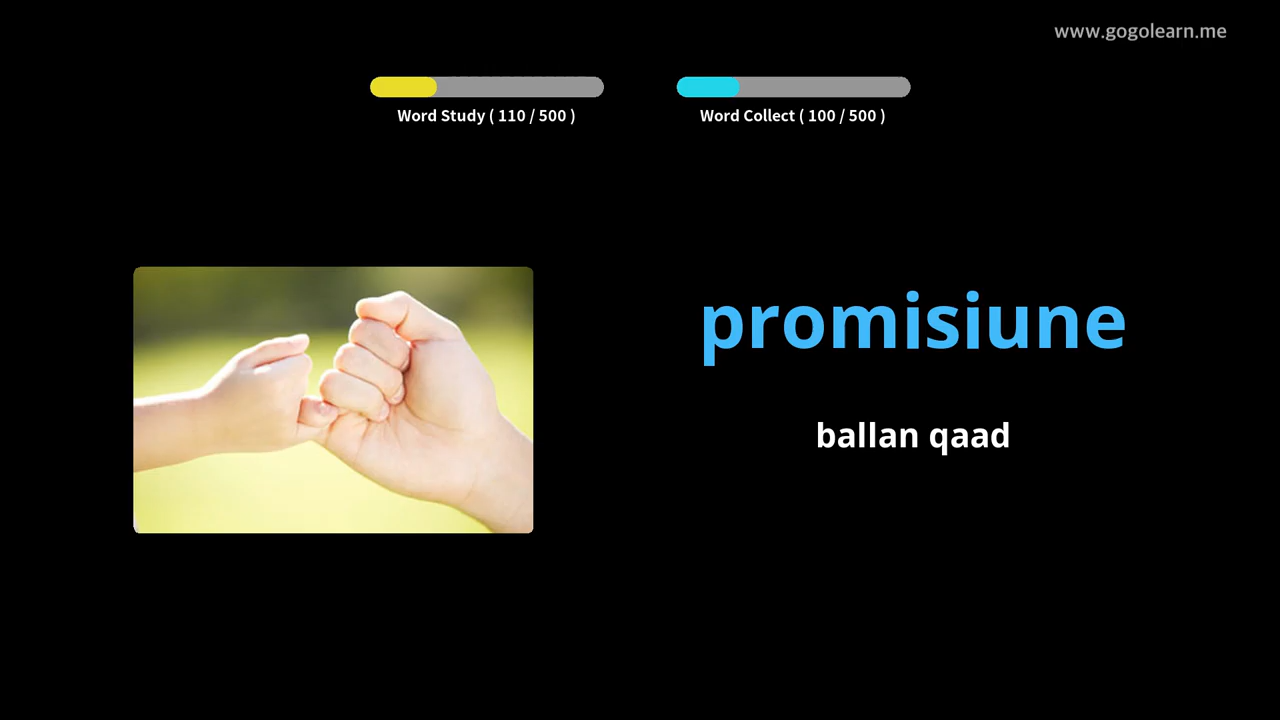 www.gogolearn.me
Word Study ( 110 / 500 )
Word Collect ( 100 / 500 )
promisiune
ballan qaad